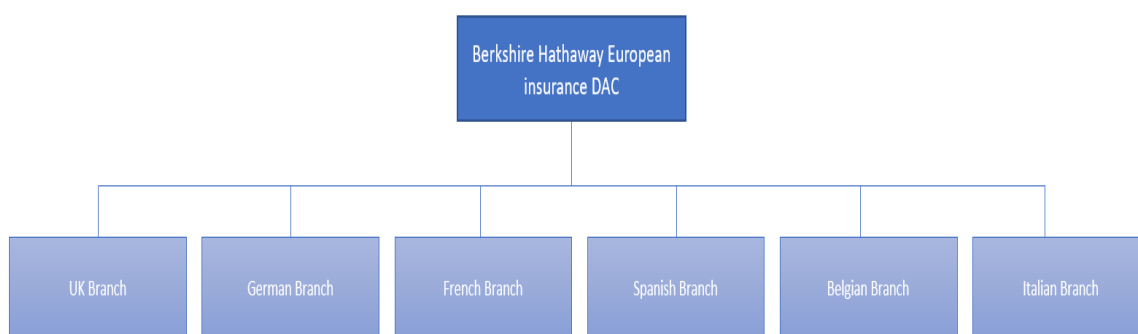 Berkshire Hathaway European
insurance DAC
UK Branch
German Branch
French Branch
Spanish Branch
Belgian Branch
Italian Branch